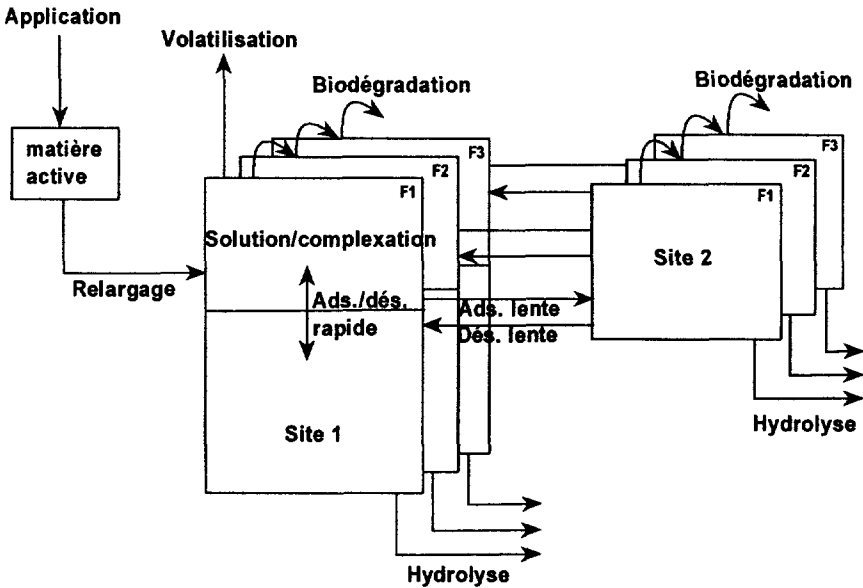 Application
Volatilisation
Biodégradation
Biodégradation
matière
active
F3
F2
F1
F3
F2
F1
Solution/complexation
Site 2
Relargage
Ads./dés.
rapide
Ads. lente
Dés. lente
Site 1
Hydrolyse
Hydrolyse